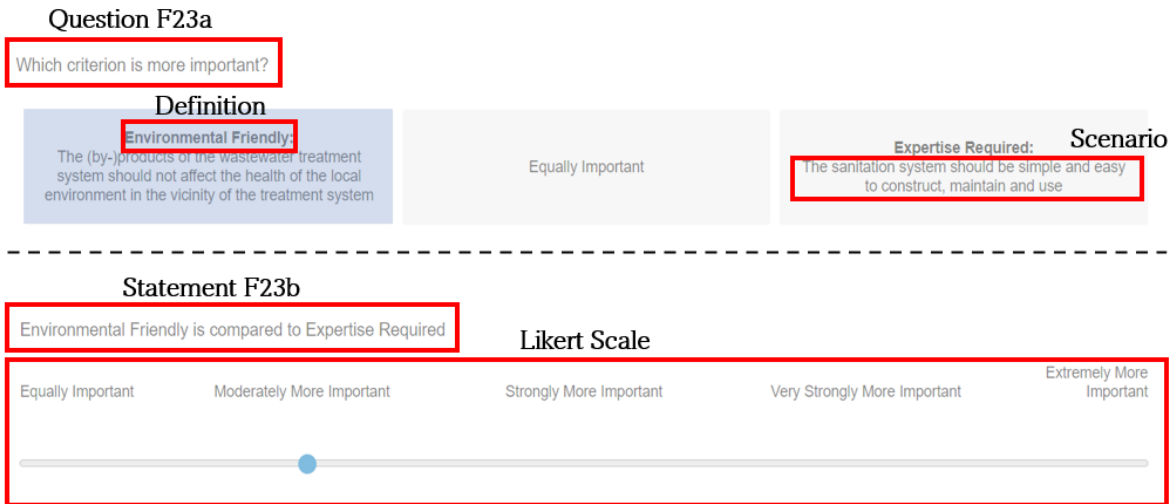 Question F23a
Which criterion is more important?
Definition
Environmental Friendly:
The (by-)products of the wastewater treatment
system should not affect the health of the local
environment in the vicinity of the treatment system
Equally Important
Scenario
Expertise Required:
The sanitation system should be simple and easy
to construct, maintain and use
Statement F23b
Environmental Friendly is compared to Expertise Required
Likert Scale
Equally Important
Moderately More Important
Strongly More Important
Very Strongly More Important
Extremely More
Important